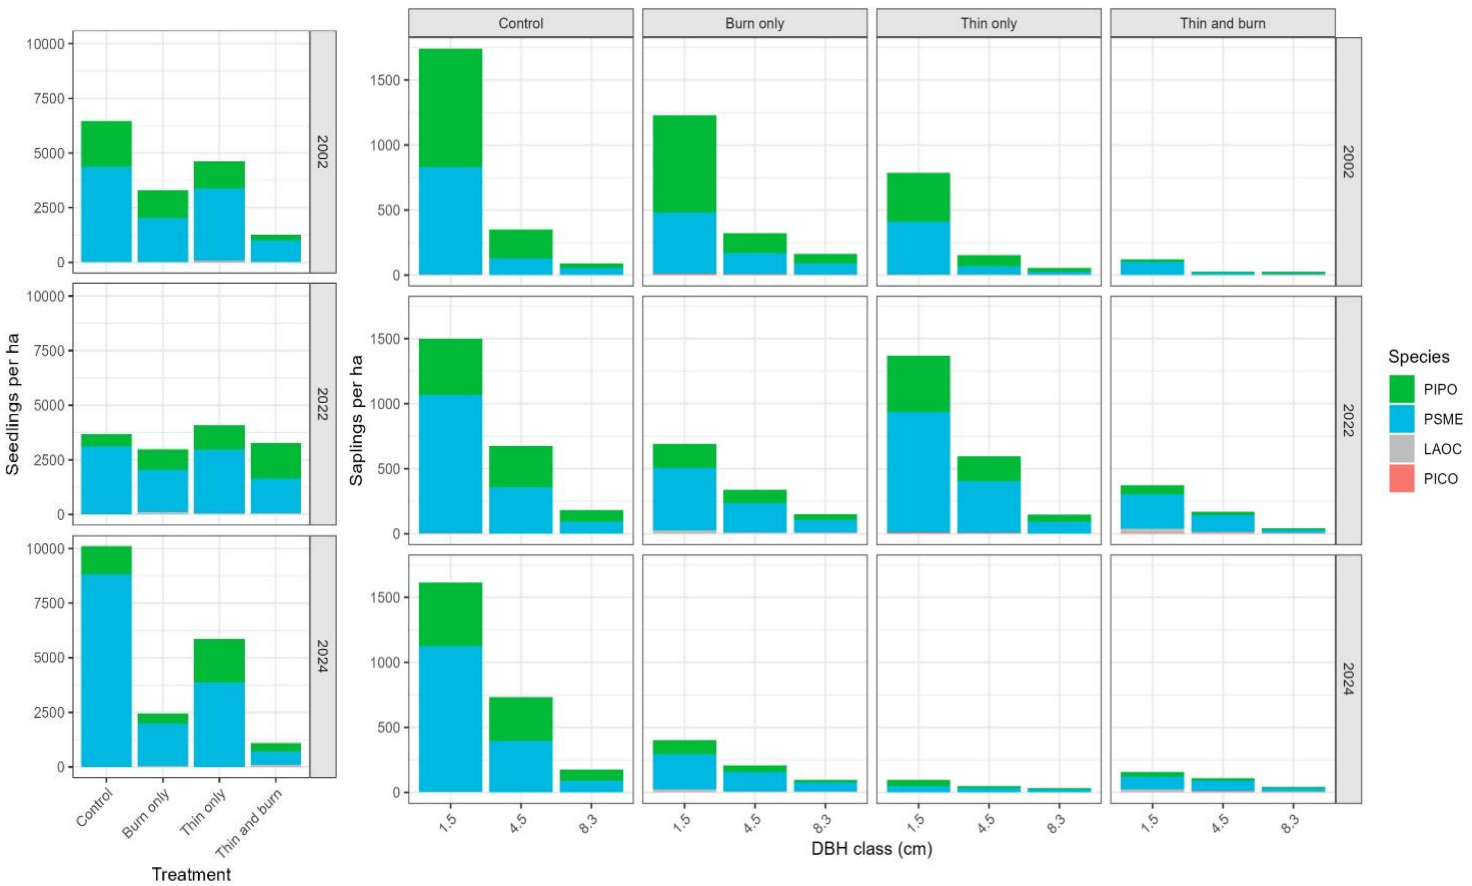 Control
Burn only
Thin only
Thin and burn
10000
7500
5000
2500
0
2002
1500
1000
500
0
2002
10000
7500
5000
2500
0
2022
1500
1000
500
0
2022
10000
7500
5000
2500
0
2024
1500
1000
500
0
2024
Seedlings per ha
Saplings per ha
Control
Burn only
Thin only
Thin and burn
Treatment
1.5
4.5
8.3
1.5
4.5
8.3
1.5
4.5
8.3
1.5
4.5
8.3
DBH class (cm)
Species
PIPO
PSME
LAOC
PICO